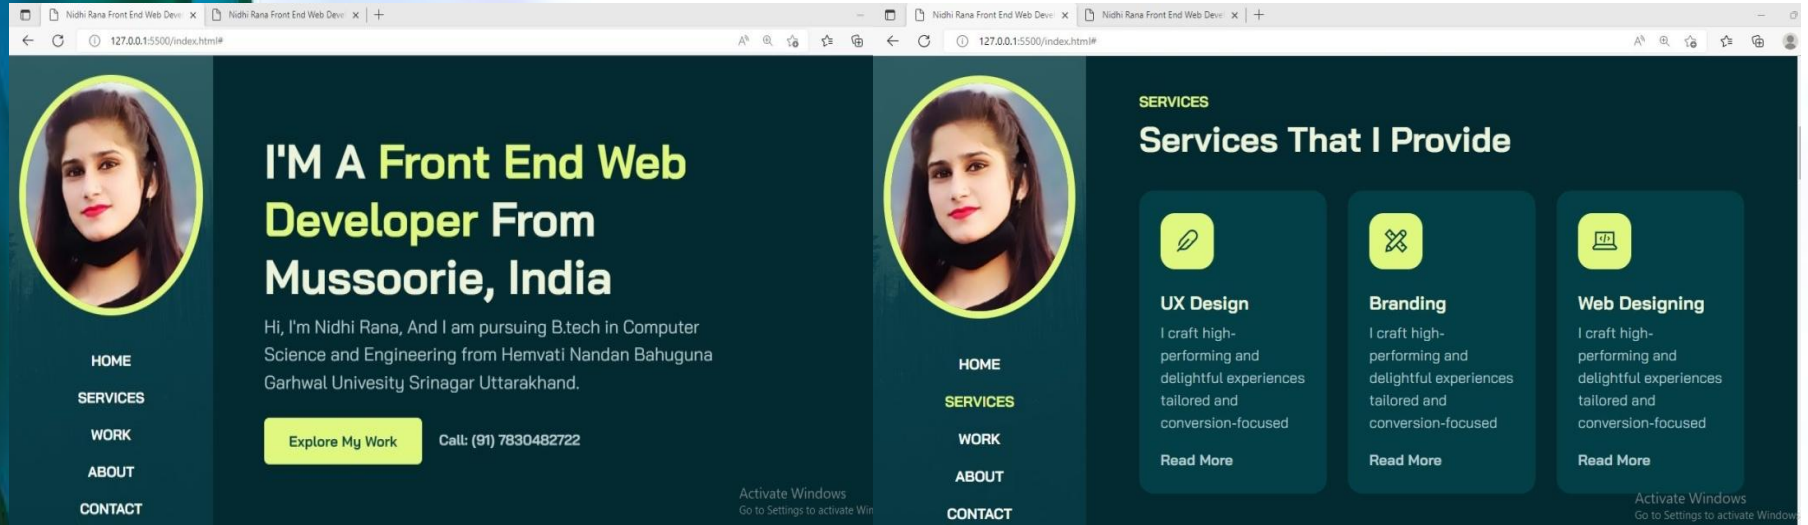 Nidhi Rana Front End Web Deve
Nidhi Rana Front End Web Deve
127.0.0.1:5500/index.html#
I'M A Front End Web
Developer From
Mussoorie, India
Hi, I'm Nidhi Rana, And I am pursuing B.tech in Computer
Science and Engineering from Hemvati Nandan Bahuguna
Garhwal Univesity Srinagar Uttarakhand.
Explore My Work
Call: (91) 7830482722
HOME
SERVICES
WORK
ABOUT
CONTACT
Activate Windows
Go to Settings to activate Win
Nidhi Rana Front End Web Deve
Nidhi Rana Front End Web Deve
127.0.0.1:5500/index.html#
HOME
SERVICES
WORK
ABOUT
CONTACT
SERVICES
Services That I Provide
UX Design
I craft high-
performing and
delightful experiences
tailored and
conversion-focused
Read More
Branding
I craft high-
performing and
delightful experiences
tailored and
conversion-focused
Read More
Web Designing
I craft high-
performing and
delightful experiences
tailored and
conversion-focused
Read More
Activate Windows
Go to Settings to activate Window